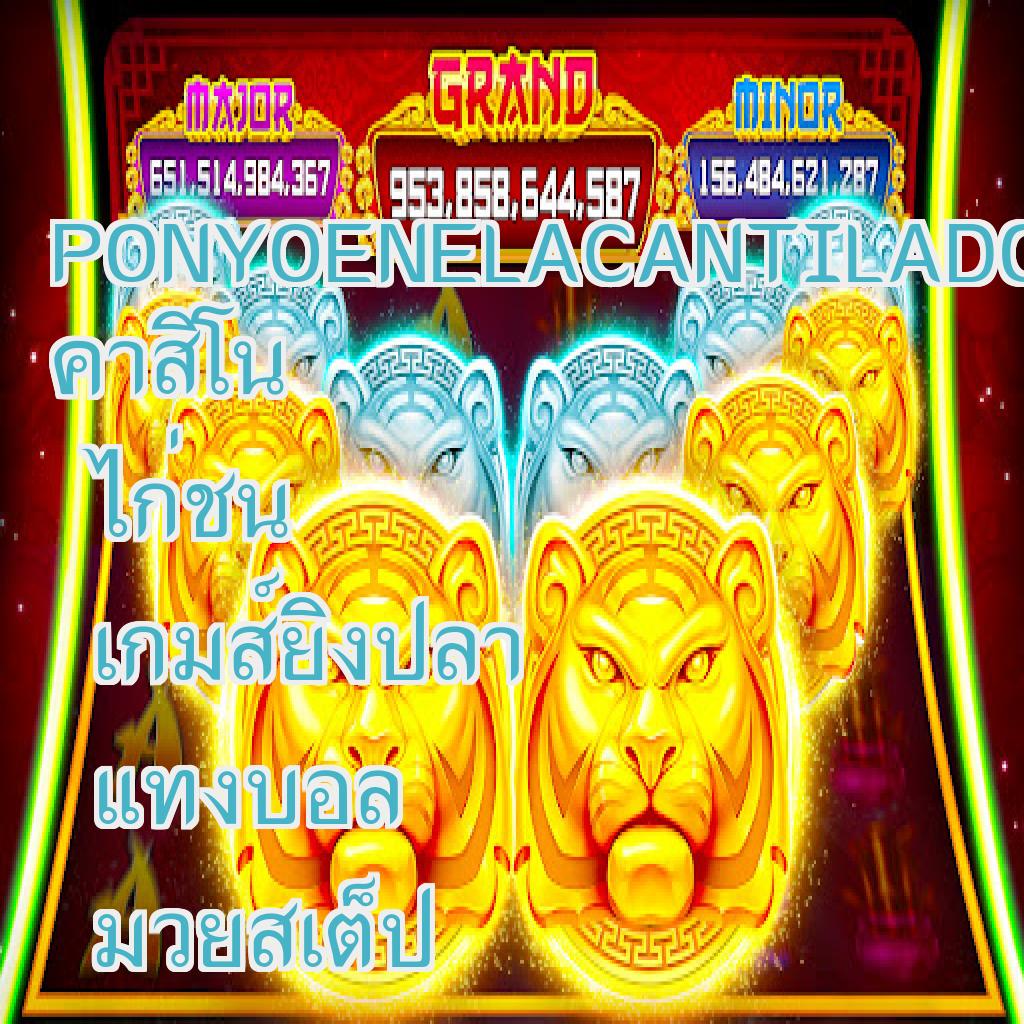 MAJOR GRAND MINOR
651,514,984,367 953,858,644,587 156,484,621,287
PONYOENELACANTILADO
คาสิโน
ไก่ชน
เกมส์ยิงปลา
แทงบอล
มวยสเต็ป